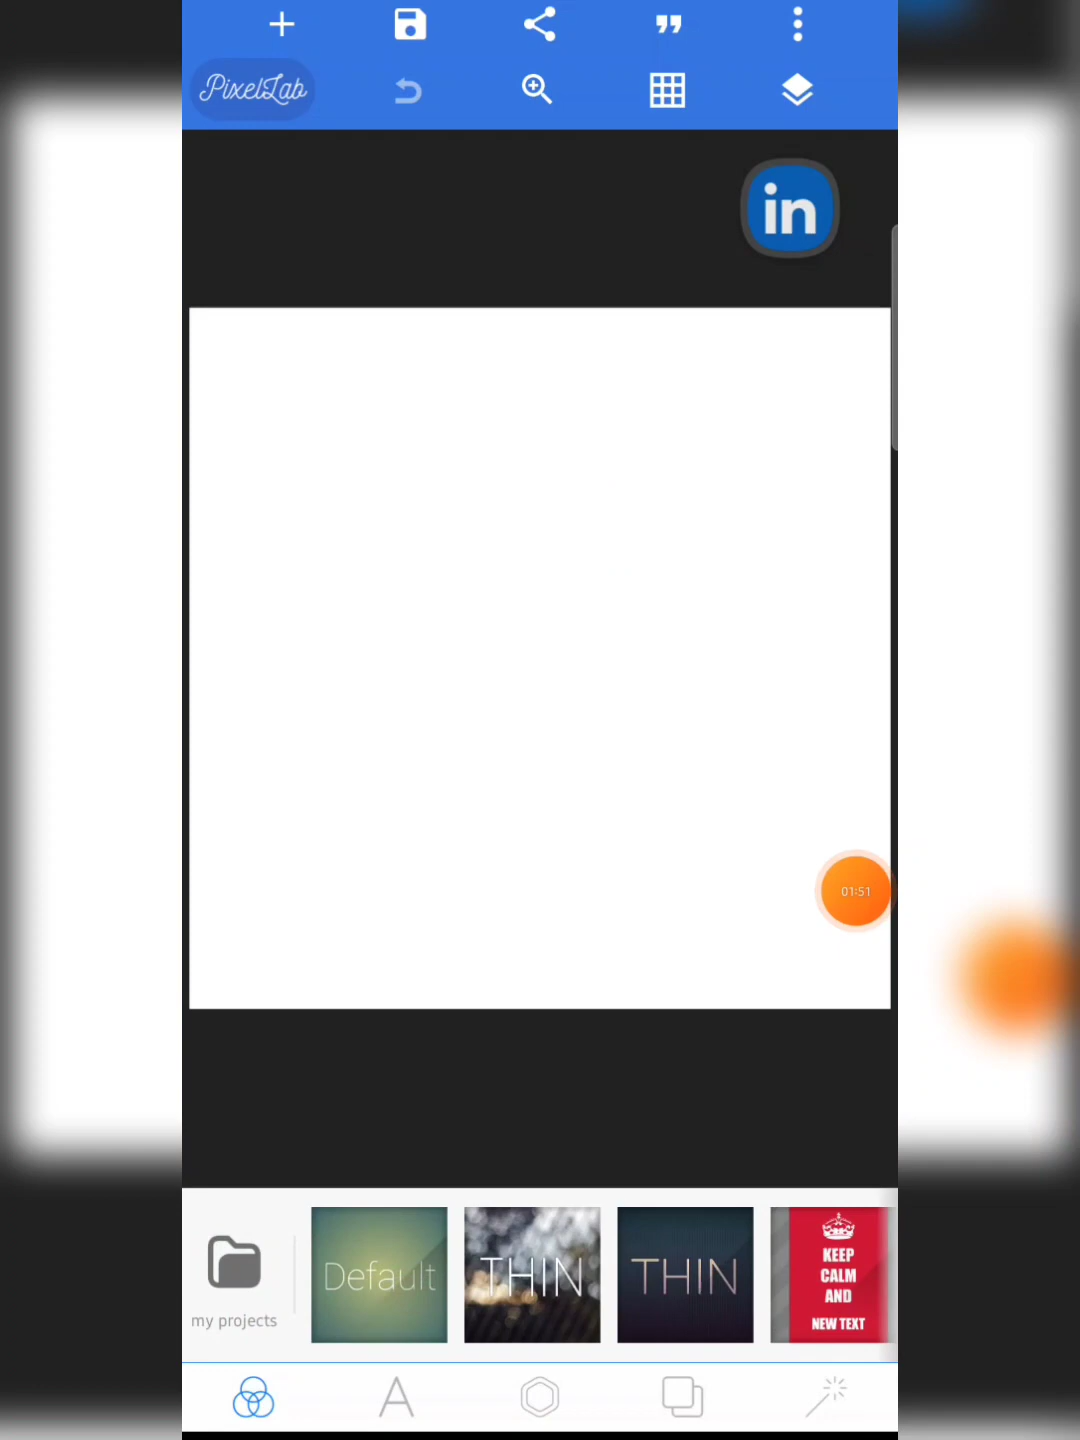 PixelLab
in
01:51
my projects
Default
THIN
THIN
KEEP
CALM
AND
NEW TEXT